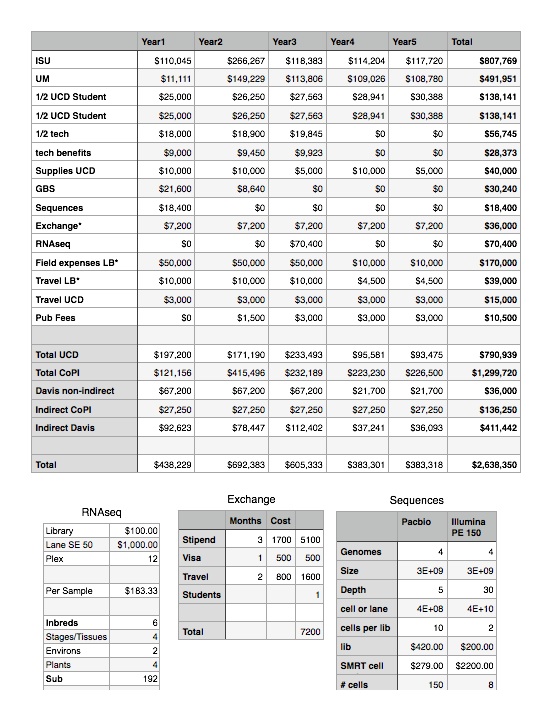 Year1 Year2 Year3 Year4 Year5 Total
ISU $110,045 $266,267 $118,383 $114,204 $117,720 $807,769
UM $11,111 $149,229 $113,806 $109,026 $108,780 $491,951
1/2 UCD Student $25,000 $26,250 $27,563 $28,941 $30,388 $138,141
1/2 UCD Student $25,000 $26,250 $27,563 $28,941 $30,388 $138,141
1/2 tech $18,000 $18,900 $19,845 $0 $0 $56,745
tech benefits $9,000 $9,450 $9,923 $0 $0 $28,373
Supplies UCD $10,000 $10,000 $5,000 $10,000 $5,000 $40,000
GBS $21,600 $8,640 $0 $0 $0 $30,240
Sequences $18,400 $0 $0 $0 $0 $18,400
Exchange* $7,200 $7,200 $7,200 $7,200 $7,200 $36,000
RNAseq $0 $0 $70,400 $0 $0 $70,400
Field expenses LB* $50,000 $50,000 $50,000 $10,000 $10,000 $170,000
Travel LB* $10,000 $10,000 $10,000 $4,500 $4,500 $39,000
Travel UCD $3,000 $3,000 $3,000 $3,000 $3,000 $15,000
Pub Fees $0 $1,500 $3,000 $3,000 $3,000 $10,500
Total UCD $197,200 $171,190 $233,493 $95,581 $93,475 $790,939
Total CoPI $121,156 $415,496 $232,189 $223,230 $226,500 $1,299,720
Davis non-indirect $67,200 $67,200 $67,200 $21,700 $21,700 $36,000
Indirect CoPI $27,250 $27,250 $27,250 $27,250 $27,250 $136,250
Indirect Davis $92,623 $78,447 $112,402 $37,241 $36,093 $411,442
Total $438,229 $692,383 $605,333 $383,301 $383,318 $2,638,350
RNAseq
Library $100.00
Lane SE 50 $1,000.00
Plex 12
Per Sample $183.33
Inbreds 6
Stages/Tissues 4
Environs 2
Plants 4
Sub 192
Exchange
Months Cost
Stipend 3 1700 5100
Visa 1 500 500
Travel 2 800 1600
Students 1
Total 7200
Sequences
Pacbio Illumina
PE 150
Genomes 4 4
Size 3E+09 3E+09
Depth 5 30
cell or lane 4E+08 4E+10
cells per lib 10 2
lib $420.00 $200.00
SMRT cell $279.00 $2200.00
# cells 150 8